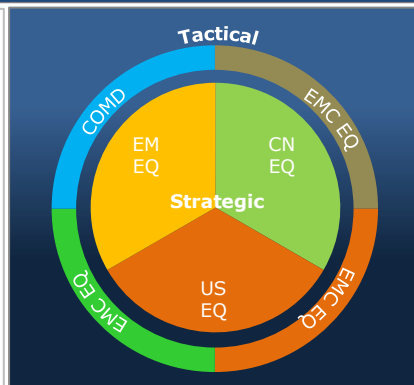 Tactical
COMD
EMC EQ
EM
EQ
CN
EQ
Strategic
US
EQ
EMC EQ
EMC EQ